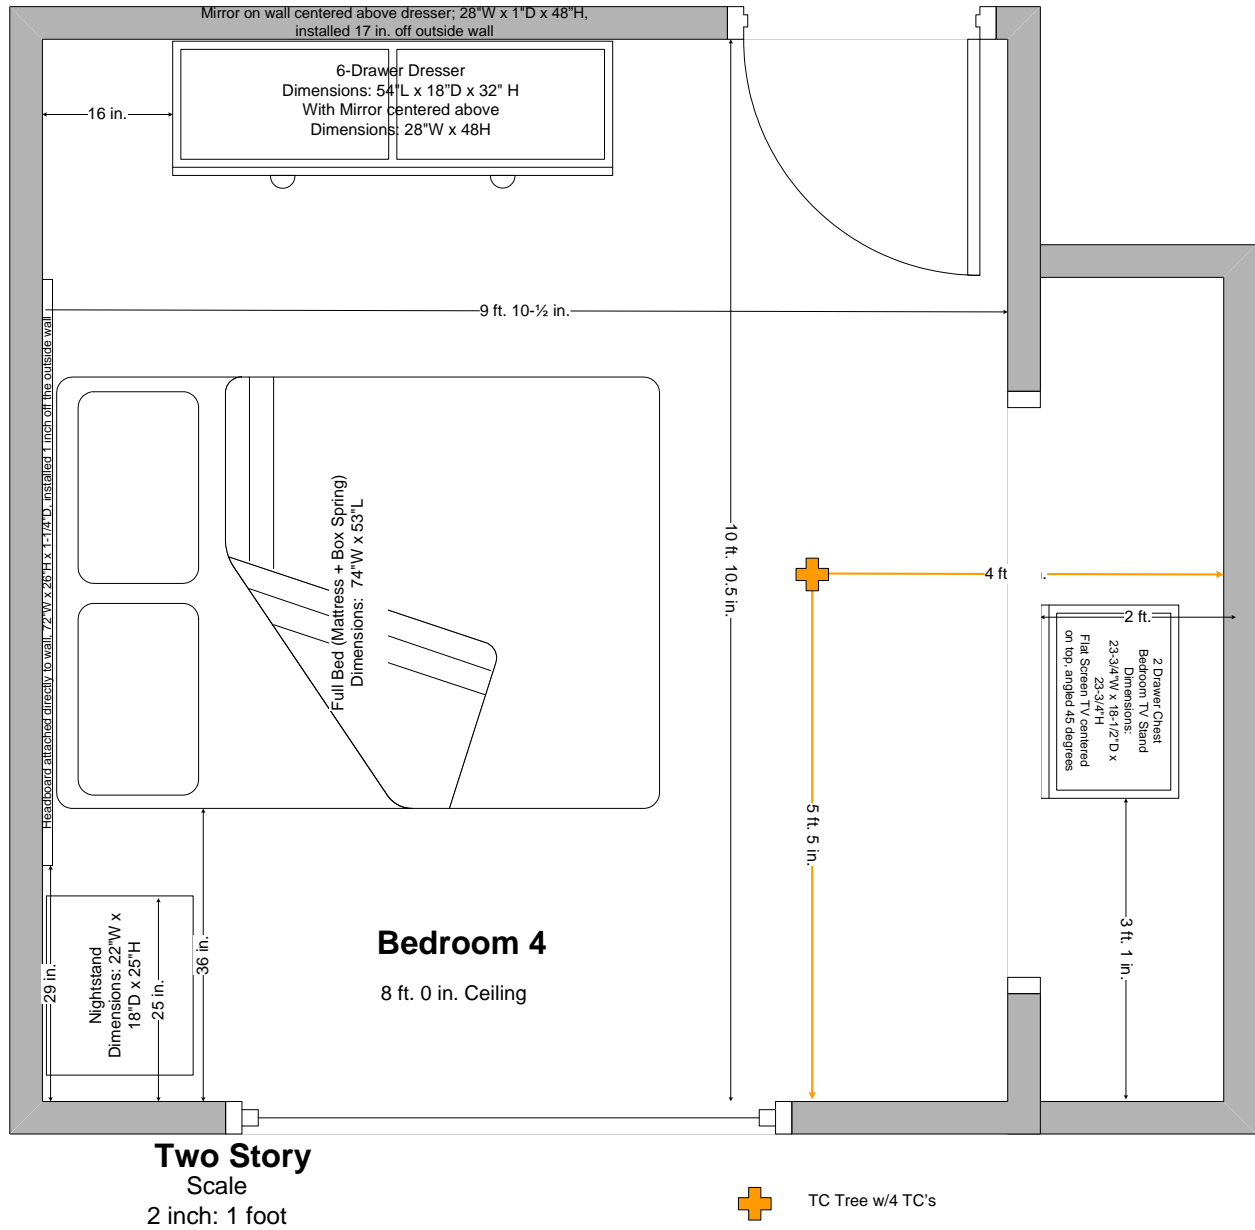 Mirror on wall centered above dresser; 28"W x 1"D x 48"H,
installed 17 in. off outside wall
6-Drawer Dresser
Dimensions: 54"L x 18”D x 32" H
With Mirror centered above
Dimensions: 28"W x 48H
16 in.
9 ft. 10-½ in.
Headboard attached directly to wall, 72"W x 26"H x 1-1/4"D, installed 1 inch off the outside wall
Full Bed (Mattress + Box Spring)
Dimensions: 74"W x 53"L
10 ft. 10.5 in.
4 ft
2 ft.
2 Drawer Chest
Bedroom TV Stand
Dimensions:
23-3/4"W x 18-1/2"D x
23-3/4"H
Flat Screen TV centered
on top, angled 45 degrees
5 ft. 5 in.
3 ft. 1 in.
29 in.
Nightstand
Dimensions: 22"W x
18"D x 25"H
25 in.
36 in.
Bedroom 4
8 ft. 0 in. Ceiling
Two Story
Scale
2 inch: 1 foot
TC Tree w/4 TC’s